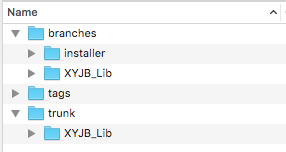 Name
branches
installer
XYJB_Lib
tags
trunk
XYJB_Lib